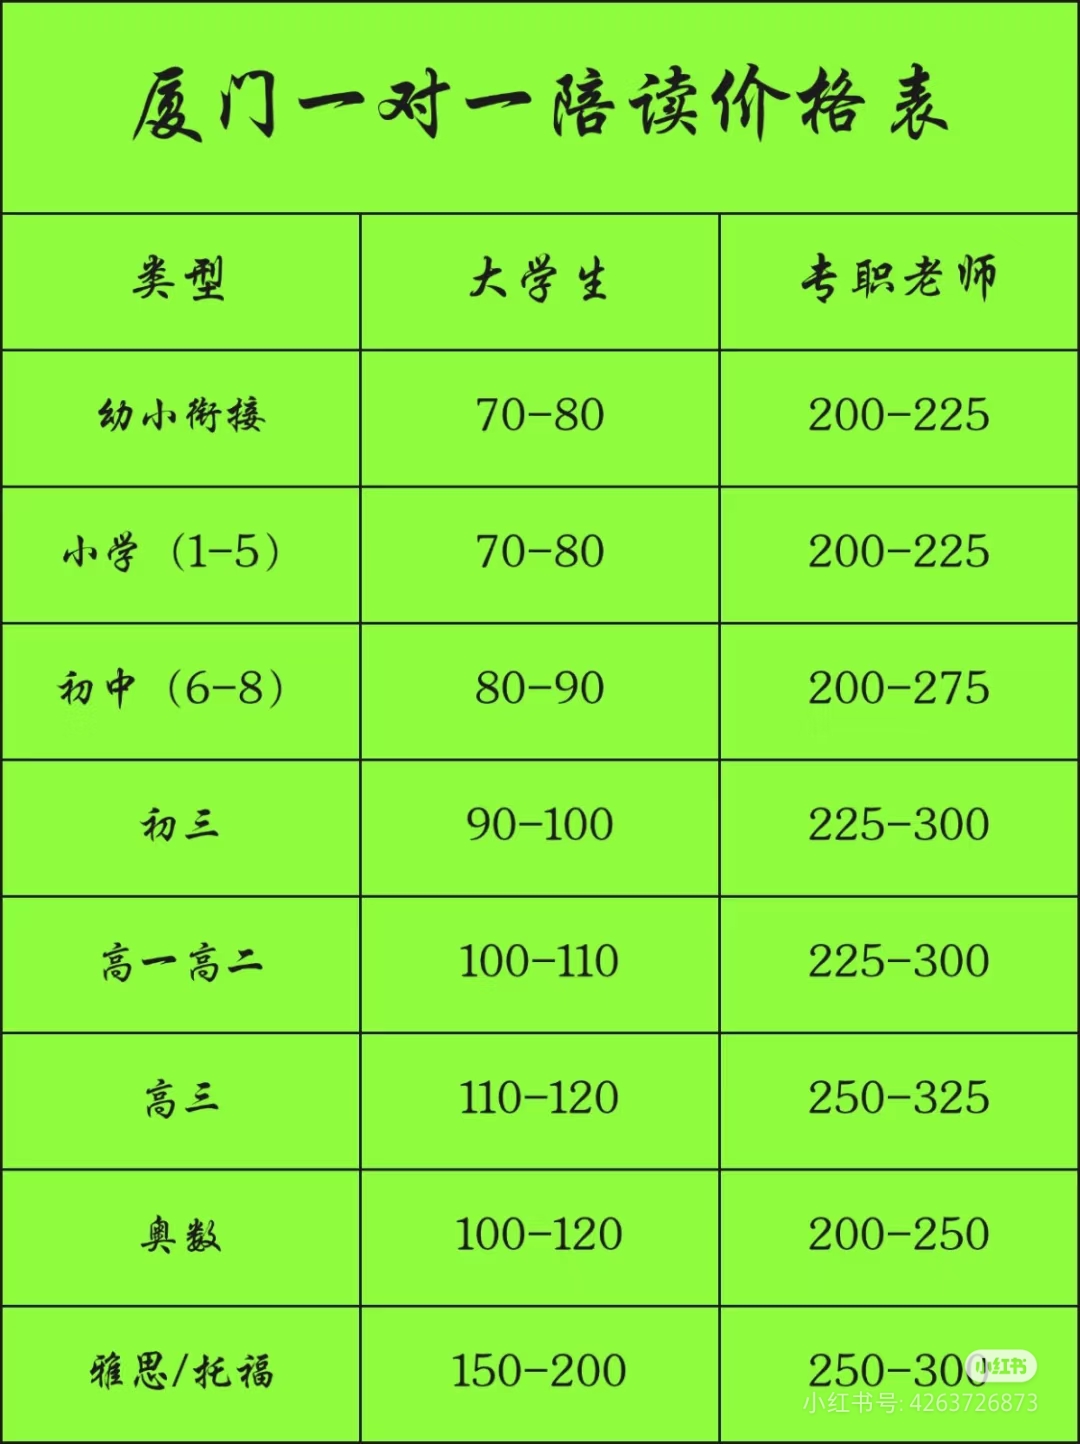 厦门一对一陪读价格表
类型 大学生 专职老师
幼小衔接 70-80 200-225
小学（1-5） 70-80 200-225
初中（6-8） 80-90 200-275
初三 90-100 225-300
高一高二 100-110 225-300
高三 110-120 250-325
奥数 100-120 200-250
雅思/托福 150-200 250-300
小红书
小红书号: 4263726873